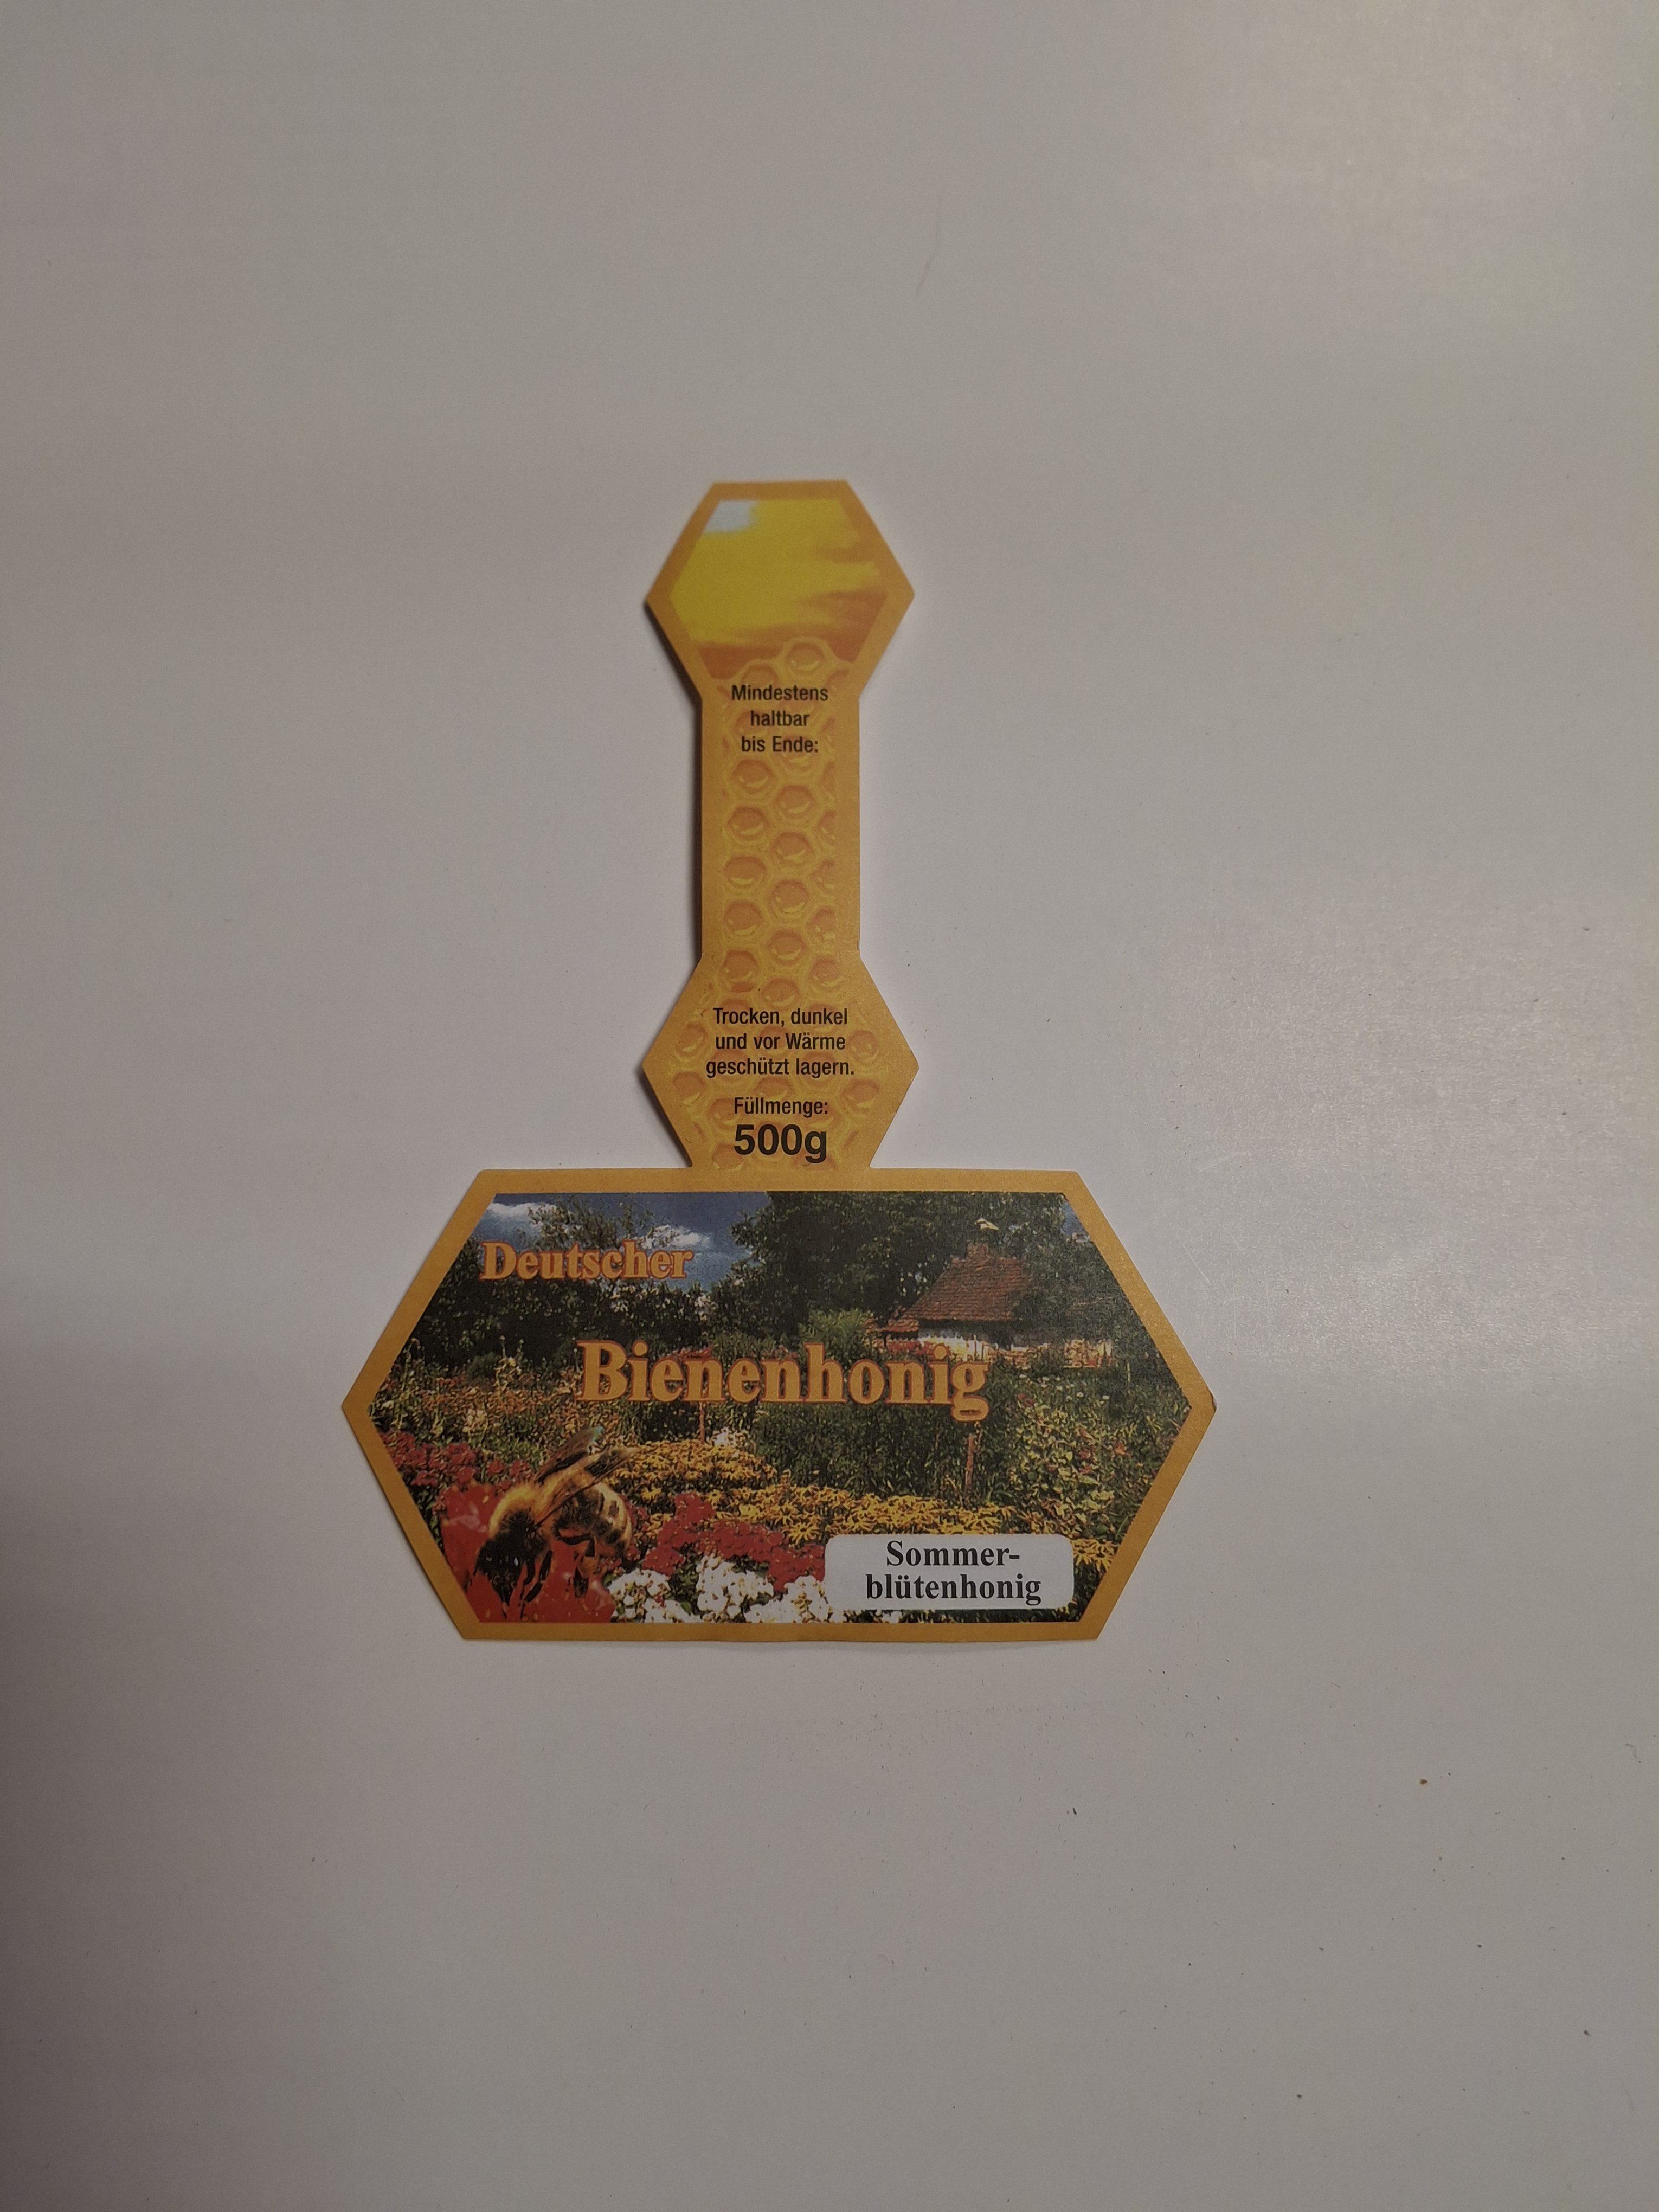 Mindestens
haltbar
bis Ende:
Trocken, dunkel
und vor Wärme
geschützt lagern.
Füllmenge:
500g
Deutscher
Bienenhonig
Sommer-
blütenhonig